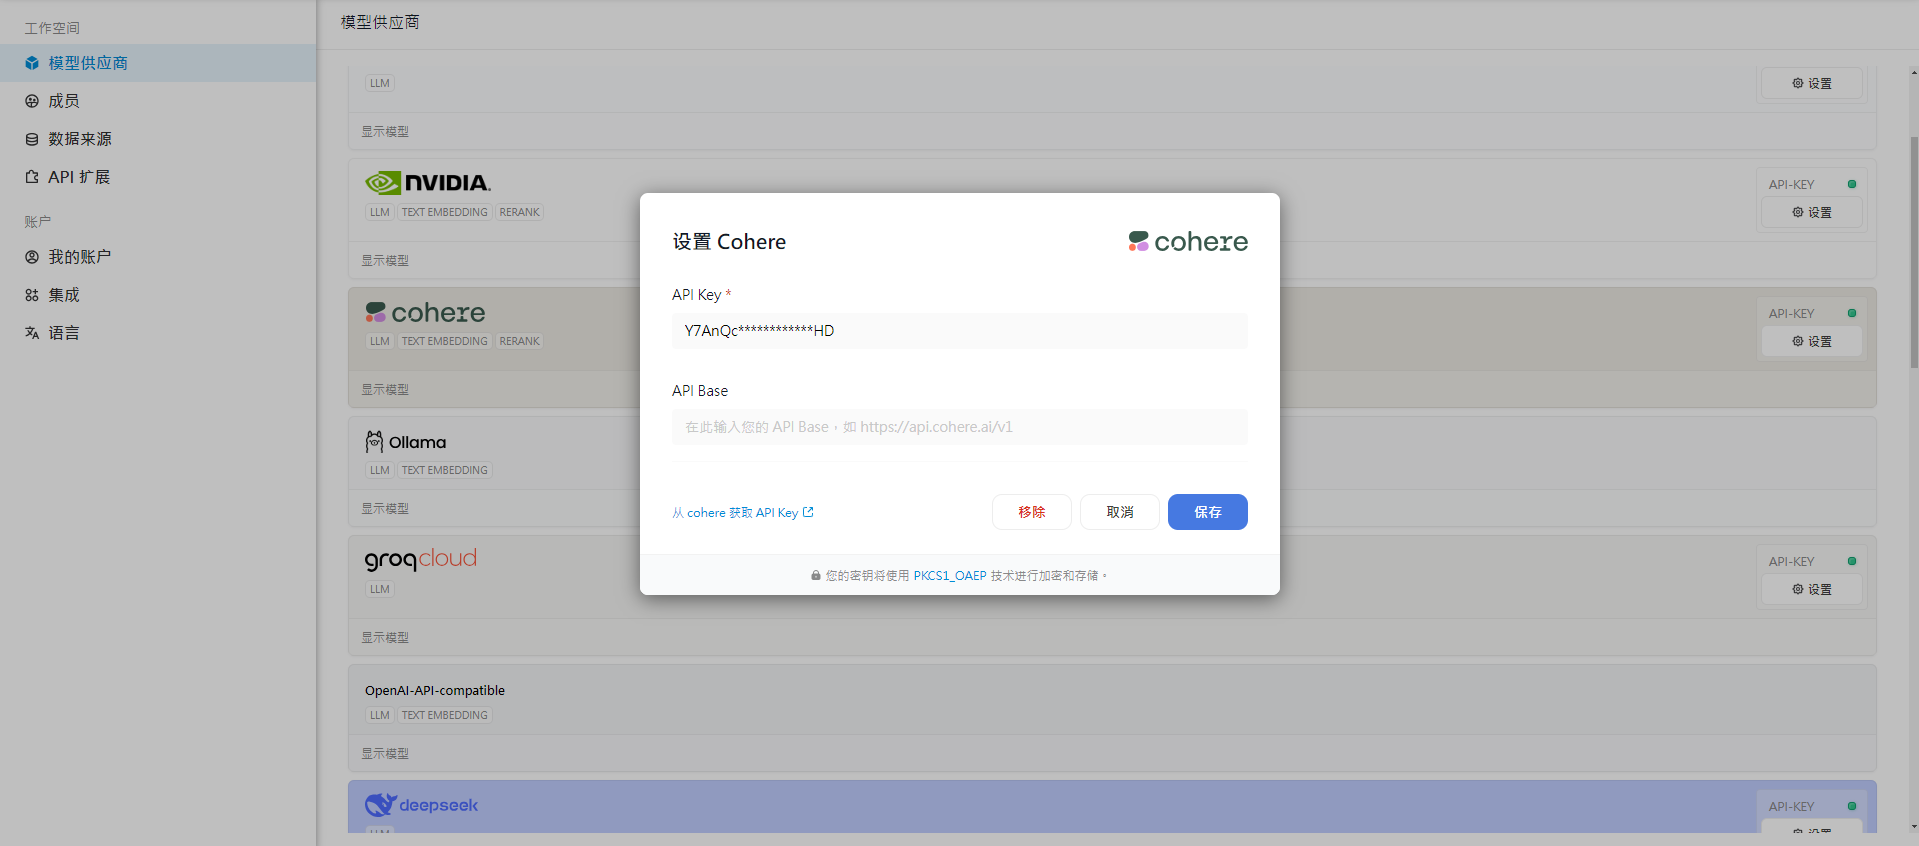 工作空间
模型供应商
成员
数据来源
API 扩展
账户
我的账户
集成
语言
模型供应商
LLM
设置
显示模型
NVIDIA.
LLM TEXT EMBEDDING RERANK
API-KEY
设置
显示模型
cohere
LLM TEXT EMBEDDING RERANK
API-KEY
设置
显示模型
Ollama
LLM TEXT EMBEDDING
显示模型
groqcloud
LLM
API-KEY
设置
显示模型
OpenAI-API-compatible
LLM TEXT EMBEDDING
显示模型
deepseek
LLM
API-KEY
设置
设置 Cohere
cohere
API Key *
Y7AnQc************HD
API Base
在此输入您的 API Base，如 https://api.cohere.ai/v1
从 cohere 获取 API Key
移除
取消
保存
您的密钥将使用 PKCS1_OAEP 技术进行加密和存储。